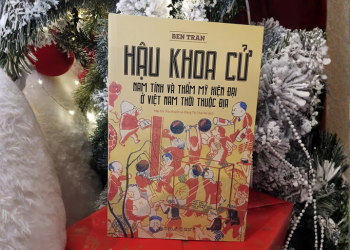 BEN TRAN
HẬU KHOA CỬ
NAM TÍNH VÀ THẨM MỸ HIỆN ĐẠI
Ở VIỆT NAM THỜI THUỘC ĐỊA